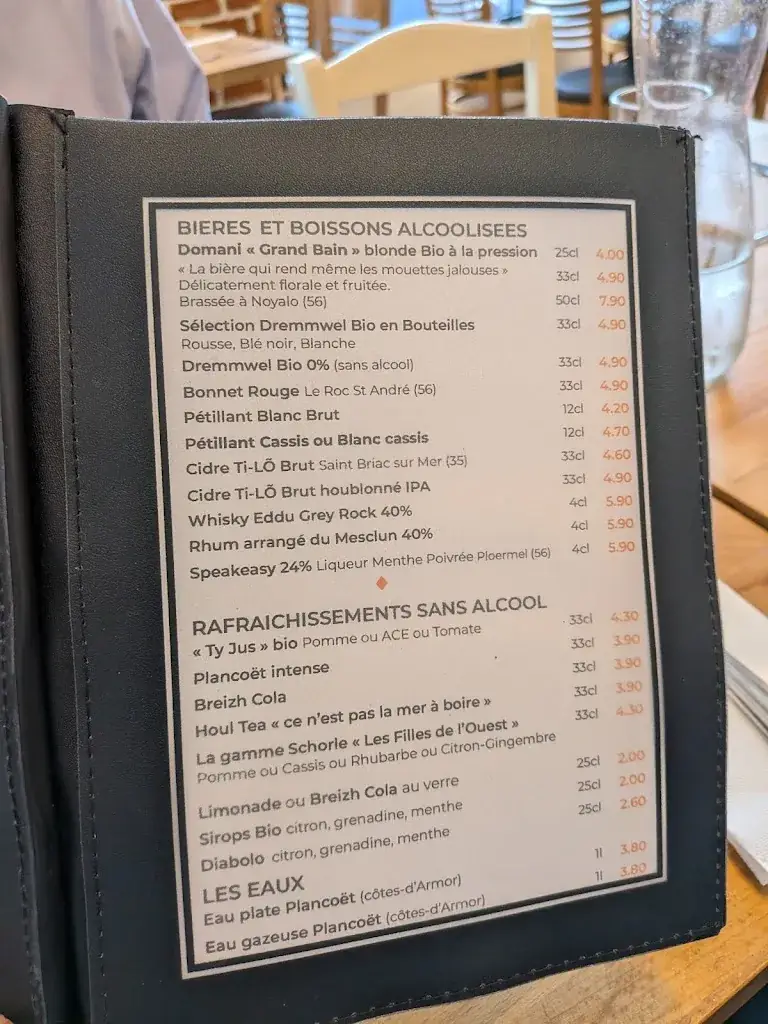 BIERES ET BOISSONS ALCOOLISEES
Domani « Grand Bain » blonde Bio à la pression 25cl 4.00
« La bière qui rend même les mouettes jalouses » 33cl 4.90
Délicatement florale et fruitée.
Brassée à Noyalo (56) 50cl 7.90
Sélection Dremmwel Bio en Bouteilles 33cl 4.90
Rousse, Blé noir, Blanche
Dremmwel Bio 0% (sans alcool) 33cl 4.90
Bonnet Rouge Le Roc St André (56) 33cl 4.90
Pétillant Blanc Brut 12cl 4.20
Pétillant Cassis ou Blanc cassis 12cl 4.70
Cidre Ti-LÕ Brut Saint Briac sur Mer (35) 33cl 4.60
Cidre Ti-LÕ Brut houblonné IPA 33cl 4.90
Whisky Eddu Grey Rock 40% 4cl 5.90
Rhum arrangé du Mesclun 40% 4cl 5.90
Speakeasy 24% Liqueur Menthe Poivrée Ploermel (56) 4cl 5.90
RAFRAICHISSEMENTS SANS ALCOOL
« Ty Jus » bio Pomme ou ACE ou Tomate 33cl 4.30
Plancoët intense 33cl 3.90
Breizh Cola 33cl 3.90
Houl Tea « ce n'est pas la mer à boire » 33cl 3.90
La gamme Schorle « Les Filles de l'Ouest » 33cl 4.30
Pomme ou Cassis ou Rhubarbe ou Citron-Gingembre
Limonade ou Breizh Cola au verre 25cl 2.00
Sirops Bio citron, grenadine, menthe 25cl 2.00
Diabolo citron, grenadine, menthe 25cl 2.60
LES EAUX
Eau plate Plancoët (côtes-d'Armor) 1l 3.80
Eau gazeuse Plancoët (côtes-d'Armor) 1l 3.80